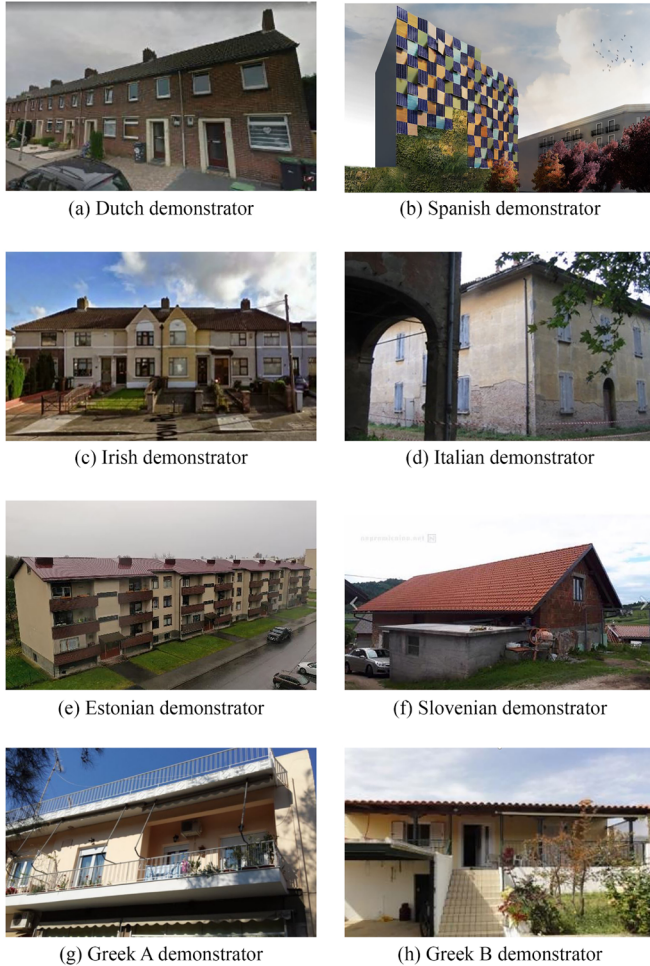 (a) Dutch demonstrator
(b) Spanish demonstrator
(c) Irish demonstrator
(d) Italian demonstrator
(e) Estonian demonstrator
(f) Slovenian demonstrator
(g) Greek A demonstrator
(h) Greek B demonstrator